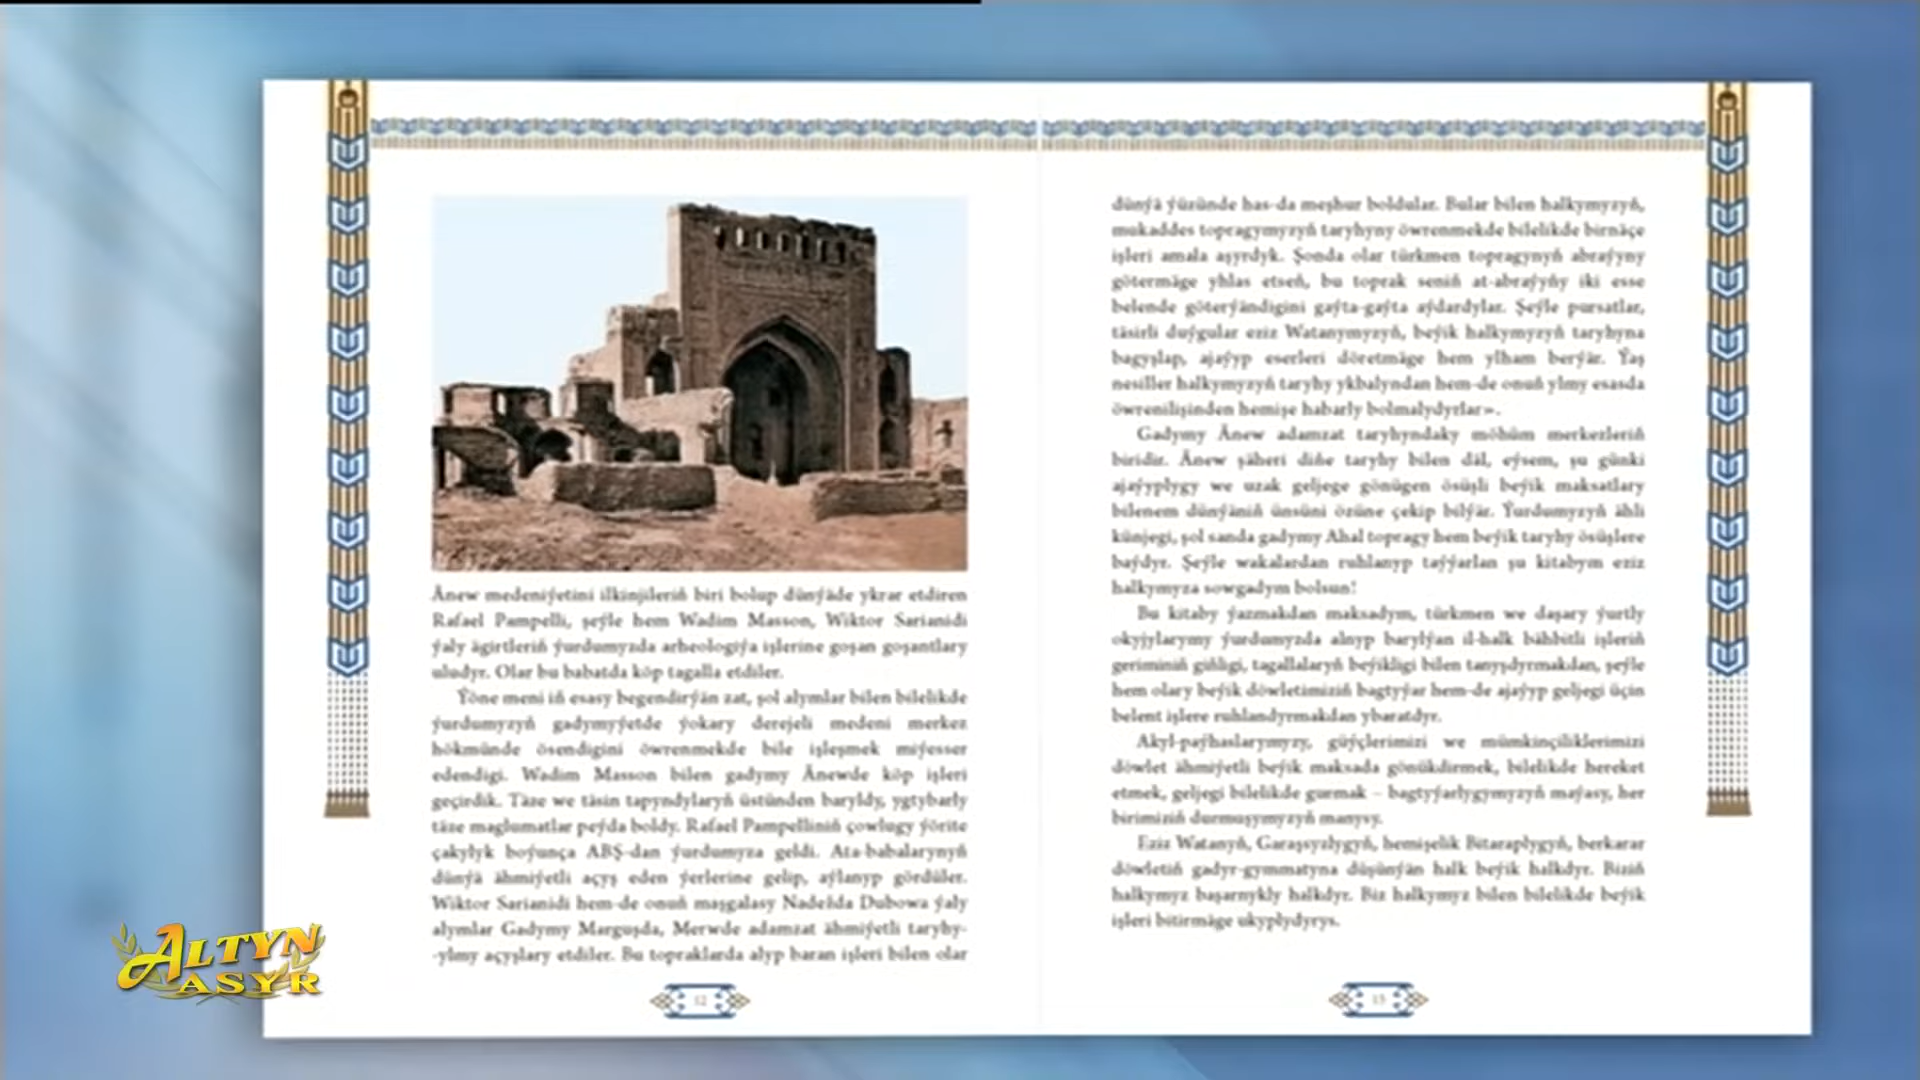 Änew medeniýetini ilkinjileriň biri bolup dünýäde ykrar etdiren
Rafael Pampelli, şeýle hem Wadim Masson, Wiktor Sarianidi
ýaly ägirtleriň ýurdumyzda arheologiýa işlerine goşan goşantlary
uludyr. Olar bu babatda köp tagalla etdiler.
Ýöne meni iň esasy begendirýän zat, şol alymlar bilen bilelikde
ýurdumyzyň gadymyýetde ýokary derejeli medeni merkez
hökmünde ösendigini öwrenmekde bile işleşmek miýesser
edendigi. Wadim Masson bilen gadymy Änewde köp işleri
geçirdik. Täze we täsin tapyndylaryň üstünden baryldy, ygtybarly
täze maglumatlar peýda boldy. Rafael Pampelliniň çowlugy ýörite
çakylyk boýunça ABŞ-dan ýurdumyza geldi. Ata-babalarynyň
dünýä ähmiýetli açyş eden ýerlerine gelip, aýlanyp gördüler.
Wiktor Sarianidi hem-de onuň maşgalasy Nadežda Dubowa ýaly
alymlar Gadymy Marguşda, Merwde adamzat ähmiýetli taryhy-
-ylmy açyşlary etdiler. Bu topraklarda alyp baran işleri bilen olar
12
dünýä ýüzünde has-da meşhur boldular. Bular bilen halkymyzyň,
mukaddes topragymyzyň taryhyny öwrenmekde bilelikde birnäçe
işleri amala aşyrdyk. Şonda olar türkmen topragynyň abraýyny
götermäge yhlas etseň, bu toprak seniň at-abraýyňy iki esse
belende göterýändigini gaýta-gaýta aýdardylar. Şeýle pursatlar,
täsirli duýgular eziz Watanymyzyň, beýik halkymyzyň taryhyna
bagyşlap, ajaýyp eserleri döretmäge hem ylham berýär. Ýaş
nesiller halkymyzyň taryhy ykbalyndan hem-de onuň ylmy esasda
öwrenilişinden hemişe habarly bolmalydyrlar».
Gadymy Änew adamzat taryhyndaky möhüm merkezleriň
biridir. Änew şäheri diňe taryhy bilen däl, eýsem, şu günki
ajaýyplygy we uzak geljege gönügen ösüşli beýik maksatlary
bilenem dünýäniň ünsüni özüne çekip bilýär. Ýurdumyzyň ähli
künjegi, şol sanda gadymy Ahal topragy hem beýik taryhy ösüşlere
baýdyr. Şeýle wakalardan ruhlanyp taýýarlan şu kitabym eziz
halkymyza sowgadym bolsun!
Bu kitaby ýazmakdan maksadym, türkmen we daşary ýurtly
okyjylarymy ýurdumyzda alnyp barylýan il-halk bähbitli işleriň
geriminiň giňligi, tagallalaryň beýikligi bilen tanyşdyrmakdan, şeýle
hem olary beýik döwletimiziň bagtyýar hem-de ajaýyp geljegi üçin
belent işlere ruhlandyrmakdan ybaratdyr.
Akyl-paýhaslarymyzy, güýçlerimizi we mümkinçiliklerimizi
döwlet ähmiýetli beýik maksada gönükdirmek, bilelikde hereket
etmek, geljegi bilelikde gurmak – bagtyýarlygymyzyň maýasy, her
birimiziň durmuşymyzyň manysy.
Eziz Watanyň, Garaşsyzlygyň, hemişelik Bitaraplygyň, berkarar
döwletiň gadyr-gymmatyna düşünýän halk beýik halkdyr. Biziň
halkymyz başarnykly halkdyr. Biz halkymyz bilen bilelikde beýik
işleri bitirmäge ukyplydyrys.
13
ALTYN
ASYR